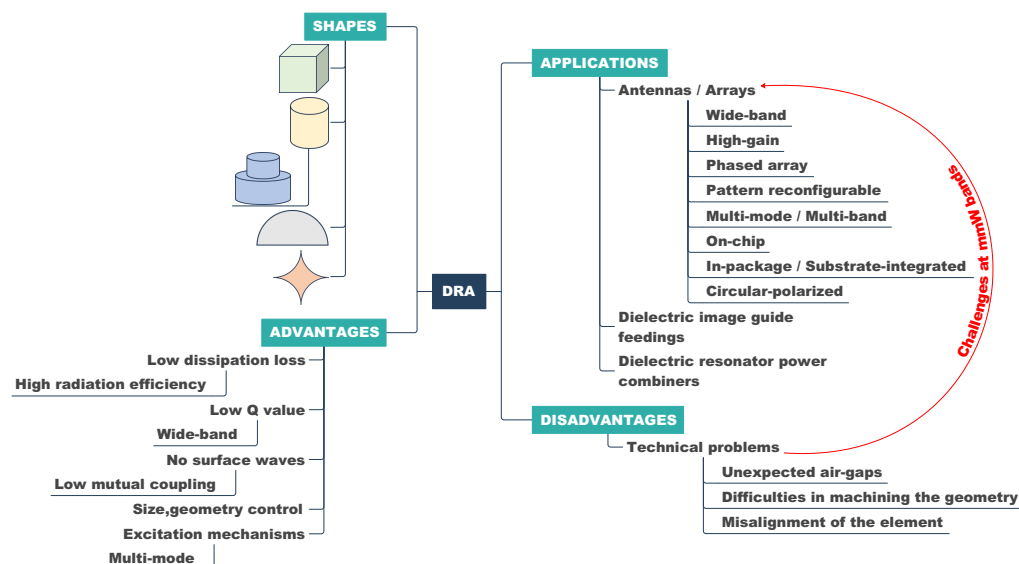 SHAPES
ADVANTAGES
Low dissipation loss
High radiation efficiency
Low Q value
Wide-band
No surface waves
Low mutual coupling
Size,geometry control
Excitation mechanisms
Multi-mode
DRA
APPLICATIONS
Antennas / Arrays
Wide-band
High-gain
Phased array
Pattern reconfigurable
Multi-mode / Multi-band
On-chip
In-package / Substrate-integrated
Circular-polarized
Dielectric image guide
feedings
Dielectric resonator power
combiners
DISADVANTAGES
Technical problems
Unexpected air-gaps
Difficulties in machining the geometry
Misalignment of the element
Challenges at mmW bands